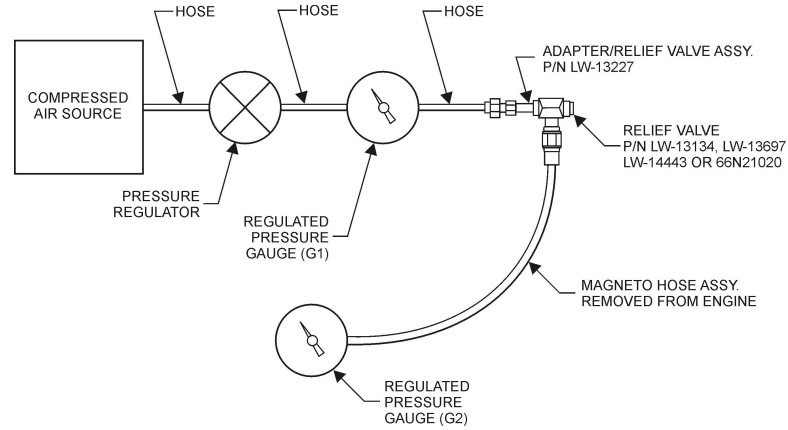 HOSE
HOSE
HOSE
ADAPTER/RELIEF VALVE ASSY.
P/N LW-13227
COMPRESSED
AIR SOURCE
RELIEF VALVE
P/N LW-13134, LW-13697
LW-14443 OR 66N21020
PRESSURE
REGULATOR
REGULATED
PRESSURE
GAUGE (G1)
MAGNETO HOSE ASSY.
REMOVED FROM ENGINE
REGULATED
PRESSURE
GAUGE (G2)